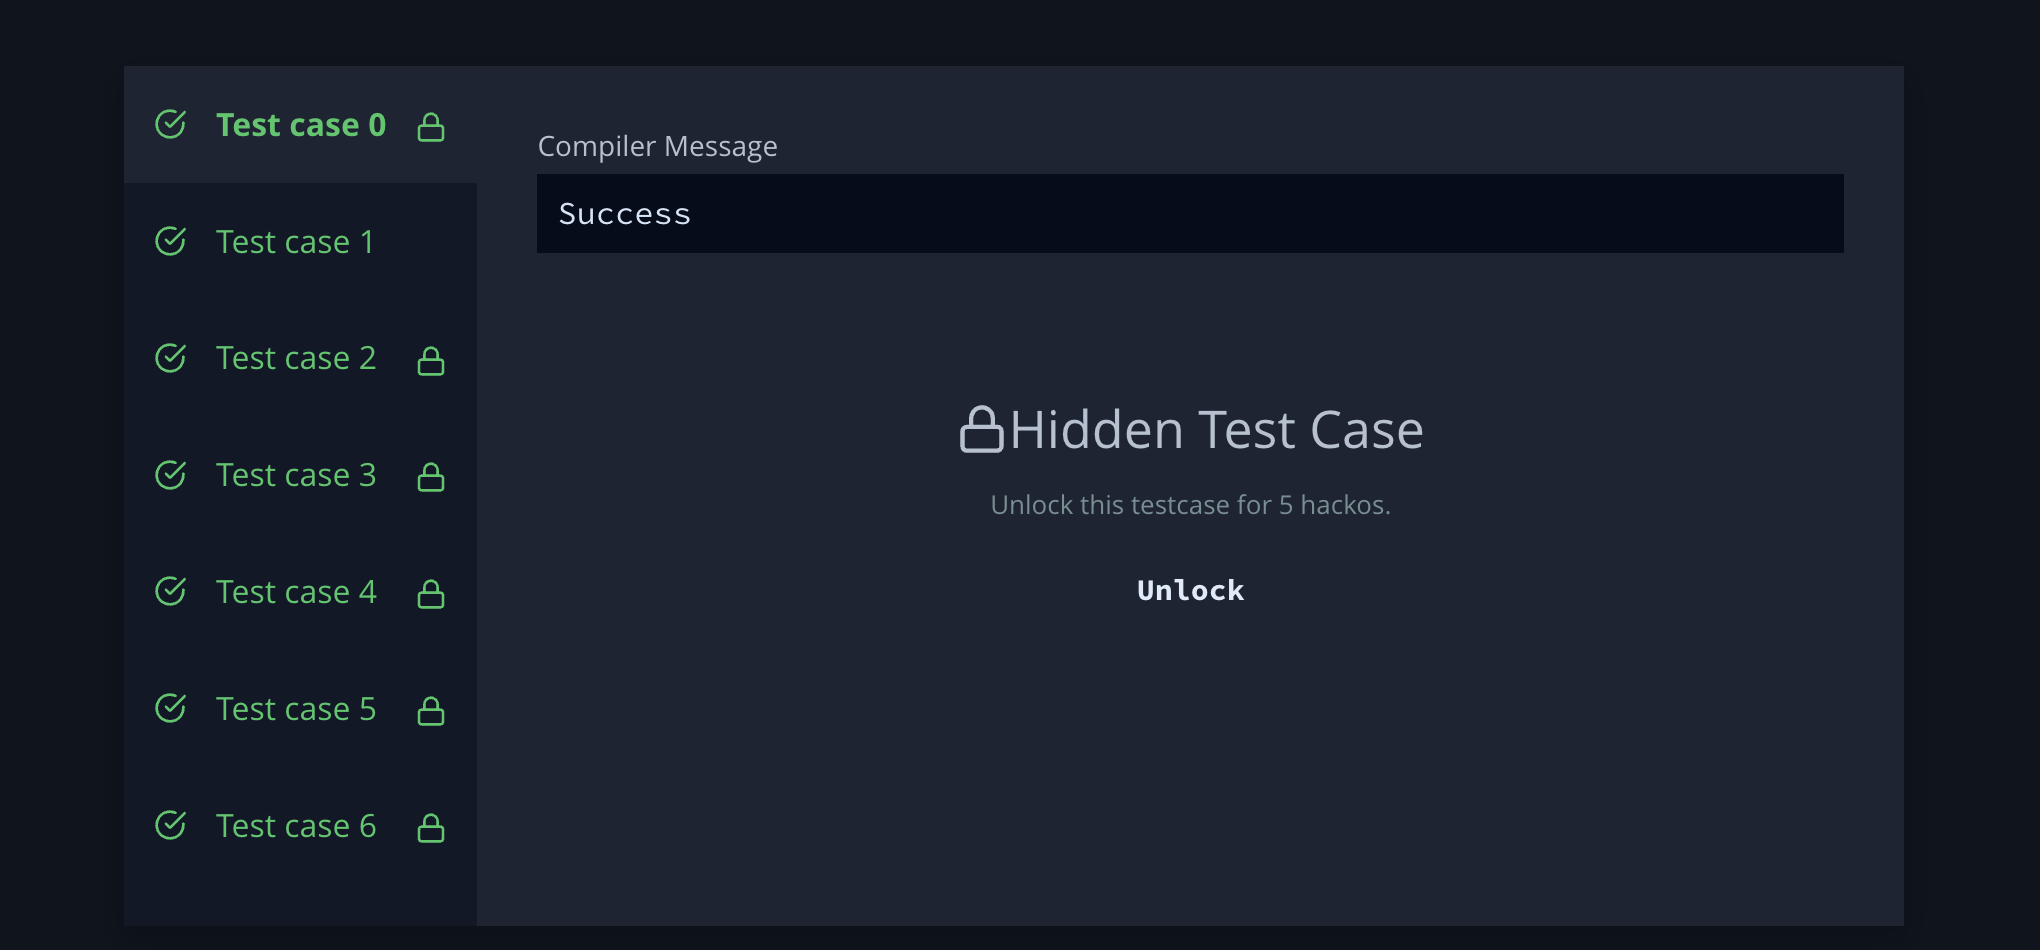 Test case 0
Test case 1
Test case 2
Test case 3
Test case 4
Test case 5
Test case 6
Compiler Message
Success
Hidden Test Case
Unlock this testcase for 5 hackos.
Unlock